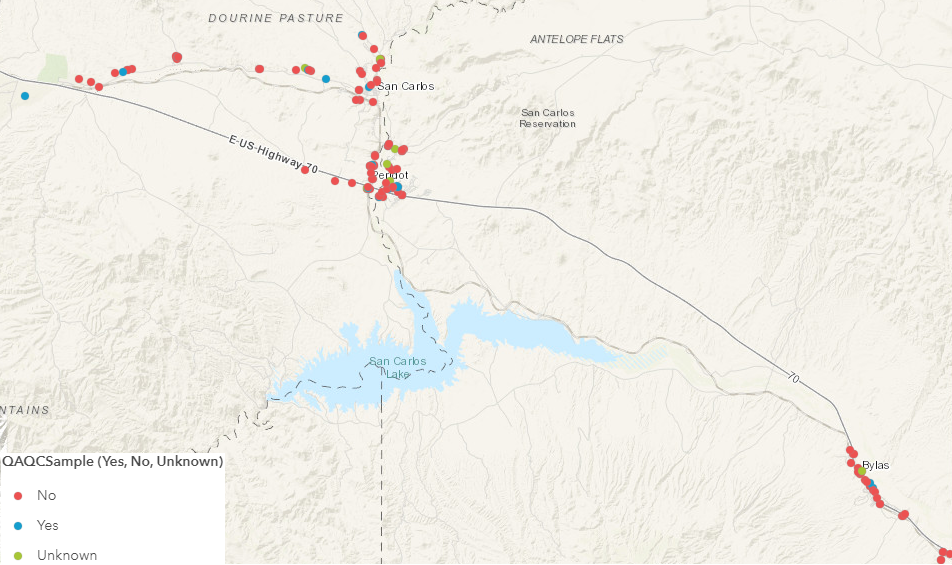 DOURINE PASTURE
ANTELOPE FLATS
San Carlos
San Carlos
Reservation
E US Highway 70
Peridot
San Carlos
Lake
70
NTAINS
Bylas
QAQCSample (Yes, No, Unknown)
No
Yes
Unknown